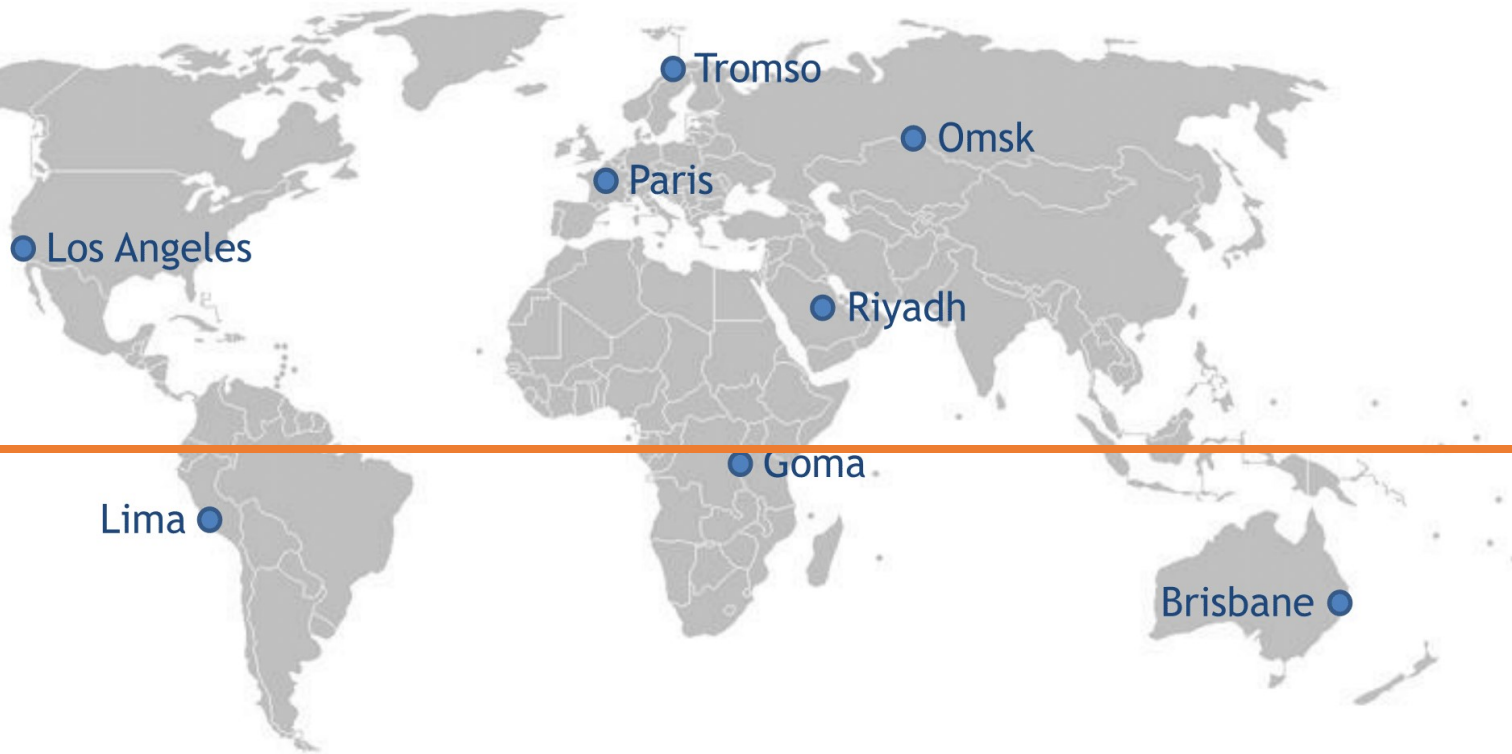 Tromso
Omsk
Paris
Los Angeles
Riyadh
Goma
Lima
Brisbane